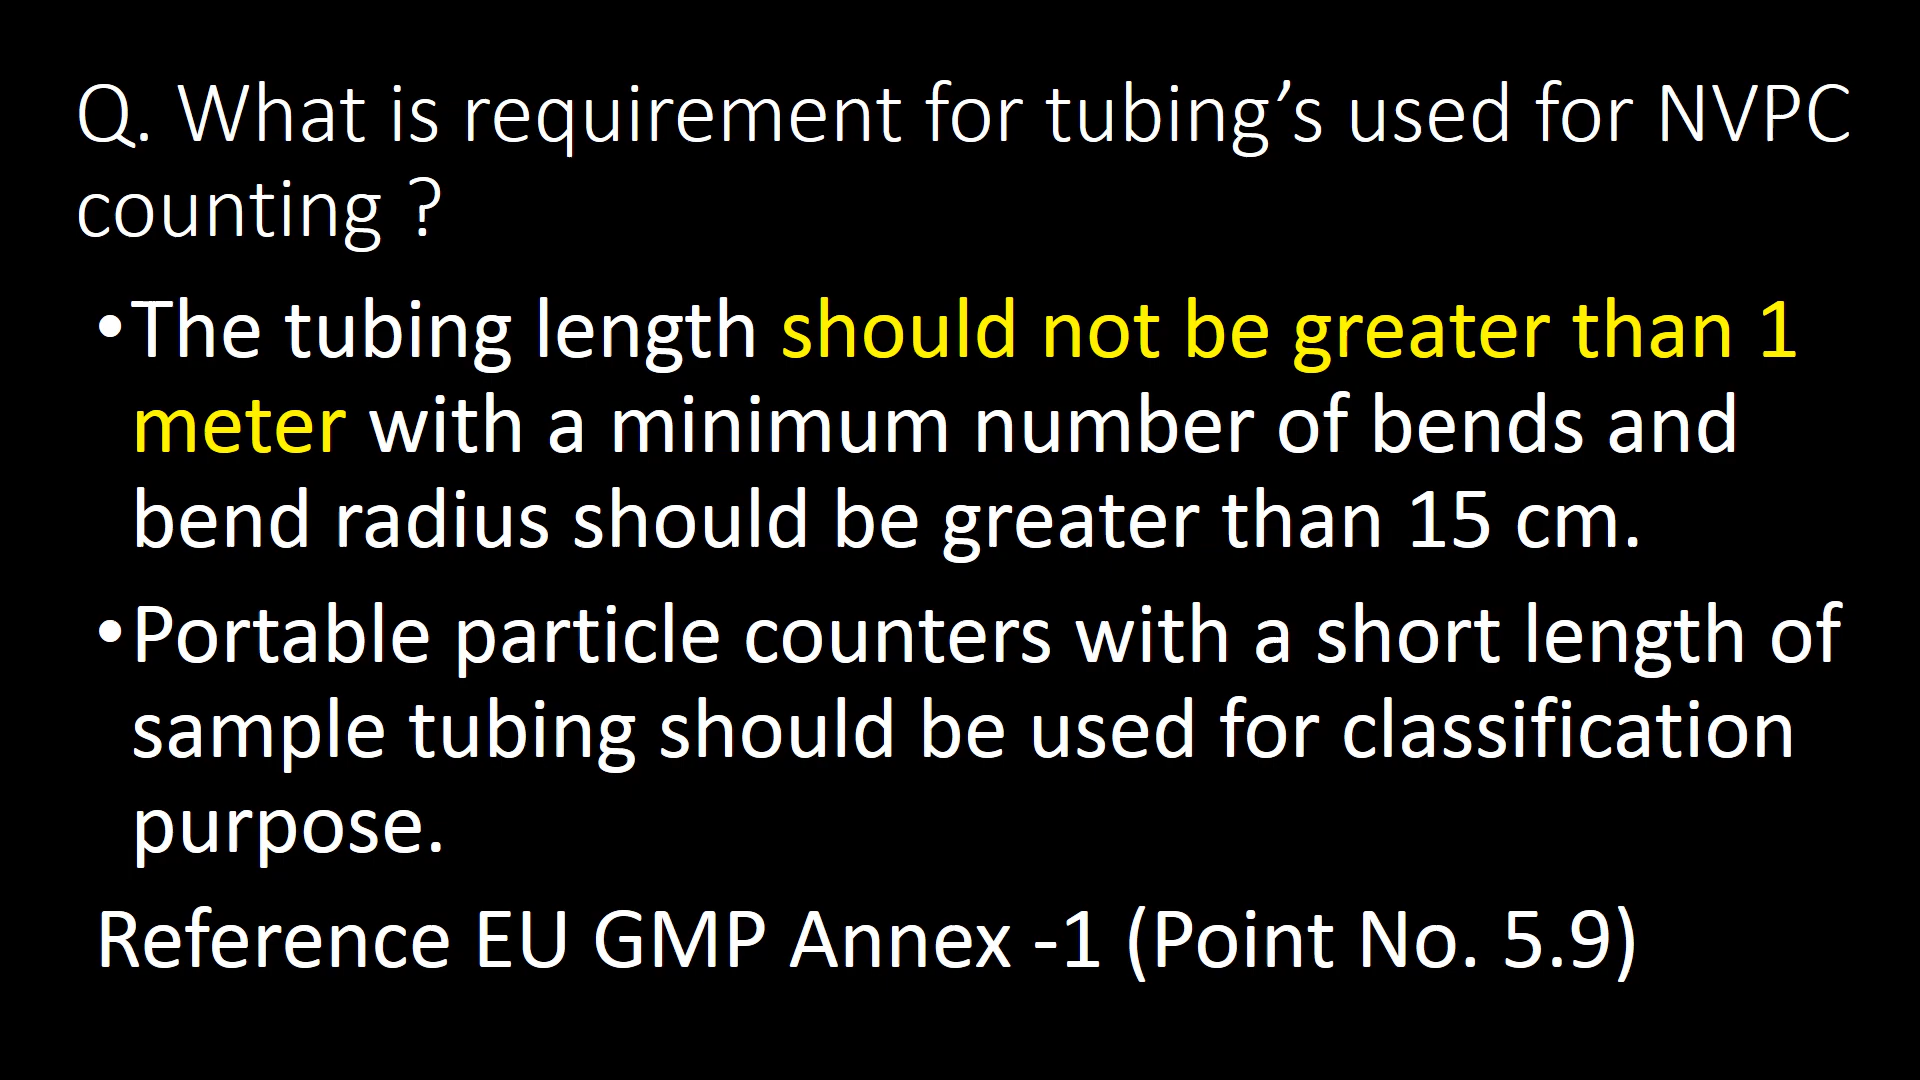 Q. What is requirement for tubing’s used for NVPC
counting ?
•The tubing length should not be greater than 1
meter with a minimum number of bends and
bend radius should be greater than 15 cm.
•Portable particle counters with a short length of
sample tubing should be used for classification
purpose.
Reference EU GMP Annex -1 (Point No. 5.9)